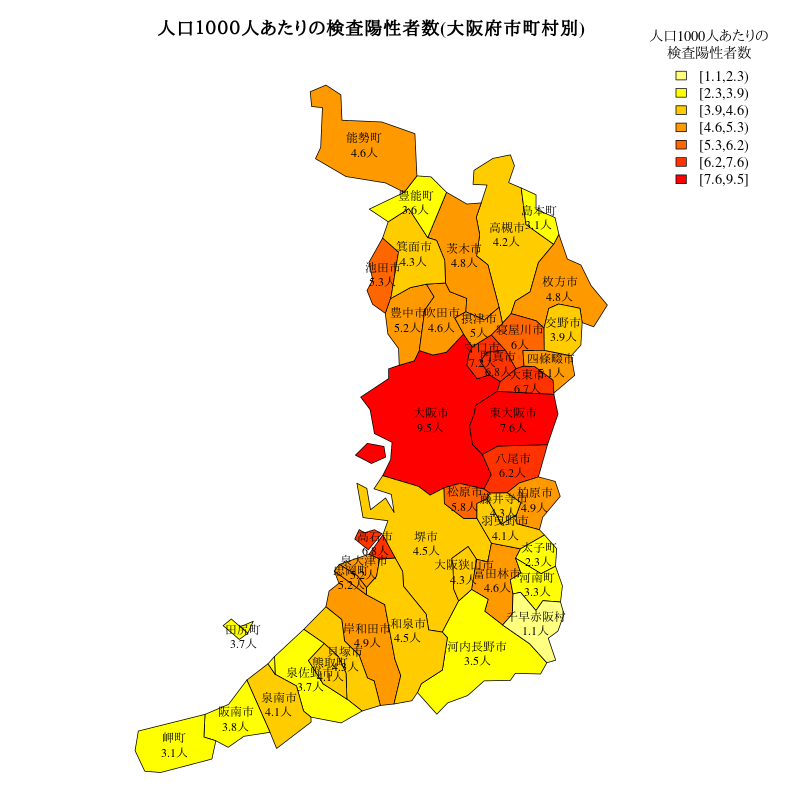 人口1000人あたりの検査陽性者数(大阪府市町村別)
人口1000人あたりの
検査陽性者数
[1.1,2.3)
[2.3,3.9)
[3.9,4.6)
[4.6,5.3)
[5.3,6.2)
[6.2,7.6)
[7.6,9.5]
能勢町
4.6人
豊能町
3.6人
島本町
3.1人
高槻市
4.2人
茨木市
4.8人
箕面市
4.3人
池田市
5.3人
枚方市
4.8人
豊中市
5.2人
吹田市
4.6人
摂津市
5人
交野市
3.9人
寝屋川市
6人
守口市
7.2人
門真市
6.8人
四條畷市
5.1人
大東市
6.7人
大阪市
9.5人
東大阪市
7.6人
八尾市
6.2人
松原市
5.8人
柏原市
4.9人
藤井寺市
4.3人
羽曳野市
4.1人
高石市
6.8人
堺市
4.5人
太子町
2.3人
泉大津市
5.2人
忠岡町
5.2人
大阪狭山市
4.3人
富田林市
4.6人
河南町
3.3人
千早赤阪村
1.1人
田尻町
3.7人
岸和田市
4.9人
和泉市
4.5人
貝塚市
4.3人
熊取町
4.1人
河内長野市
3.5人
泉佐野市
3.7人
泉南市
4.1人
阪南市
3.8人
岬町
3.1人